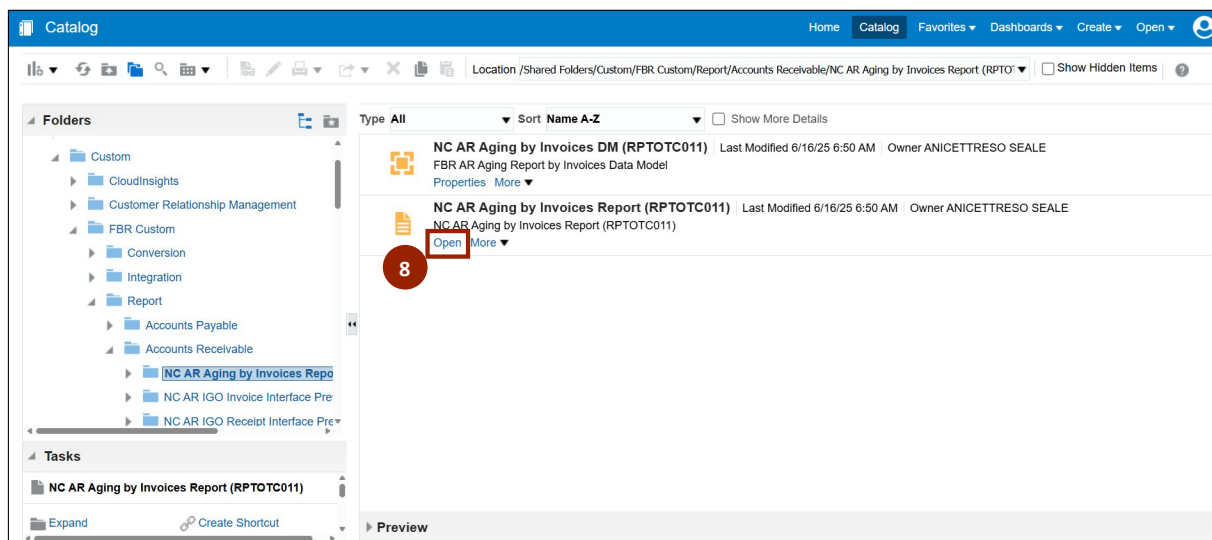 Catalog
Home Catalog Favorites Dashboards Create Open
Location /Shared Folders/Custom/FBR Custom/Report/Accounts Receivable/NC AR Aging by Invoices Report (RPTOT Show Hidden Items
Folders
Custom
CloudInsights
Customer Relationship Management
FBR Custom
Conversion
Integration
Report
Accounts Payable
Accounts Receivable
NC AR Aging by Invoices Repo
NC AR IGO Invoice Interface Pre
NC AR IGO Receipt Interface Pre
Tasks
NC AR Aging by Invoices Report (RPTOTC011)
Expand Create Shortcut
Type All Sort Name A-Z Show More Details
NC AR Aging by Invoices DM (RPTOTC011) Last Modified 6/16/25 6:50 AM Owner ANICETTRESO SEALE
FBR AR Aging Report by Invoices Data Model
Properties More
NC AR Aging by Invoices Report (RPTOTC011) Last Modified 6/16/25 6:50 AM Owner ANICETTRESO SEALE
NC AR Aging by Invoices Report (RPTOTC011)
Open More
8
Preview